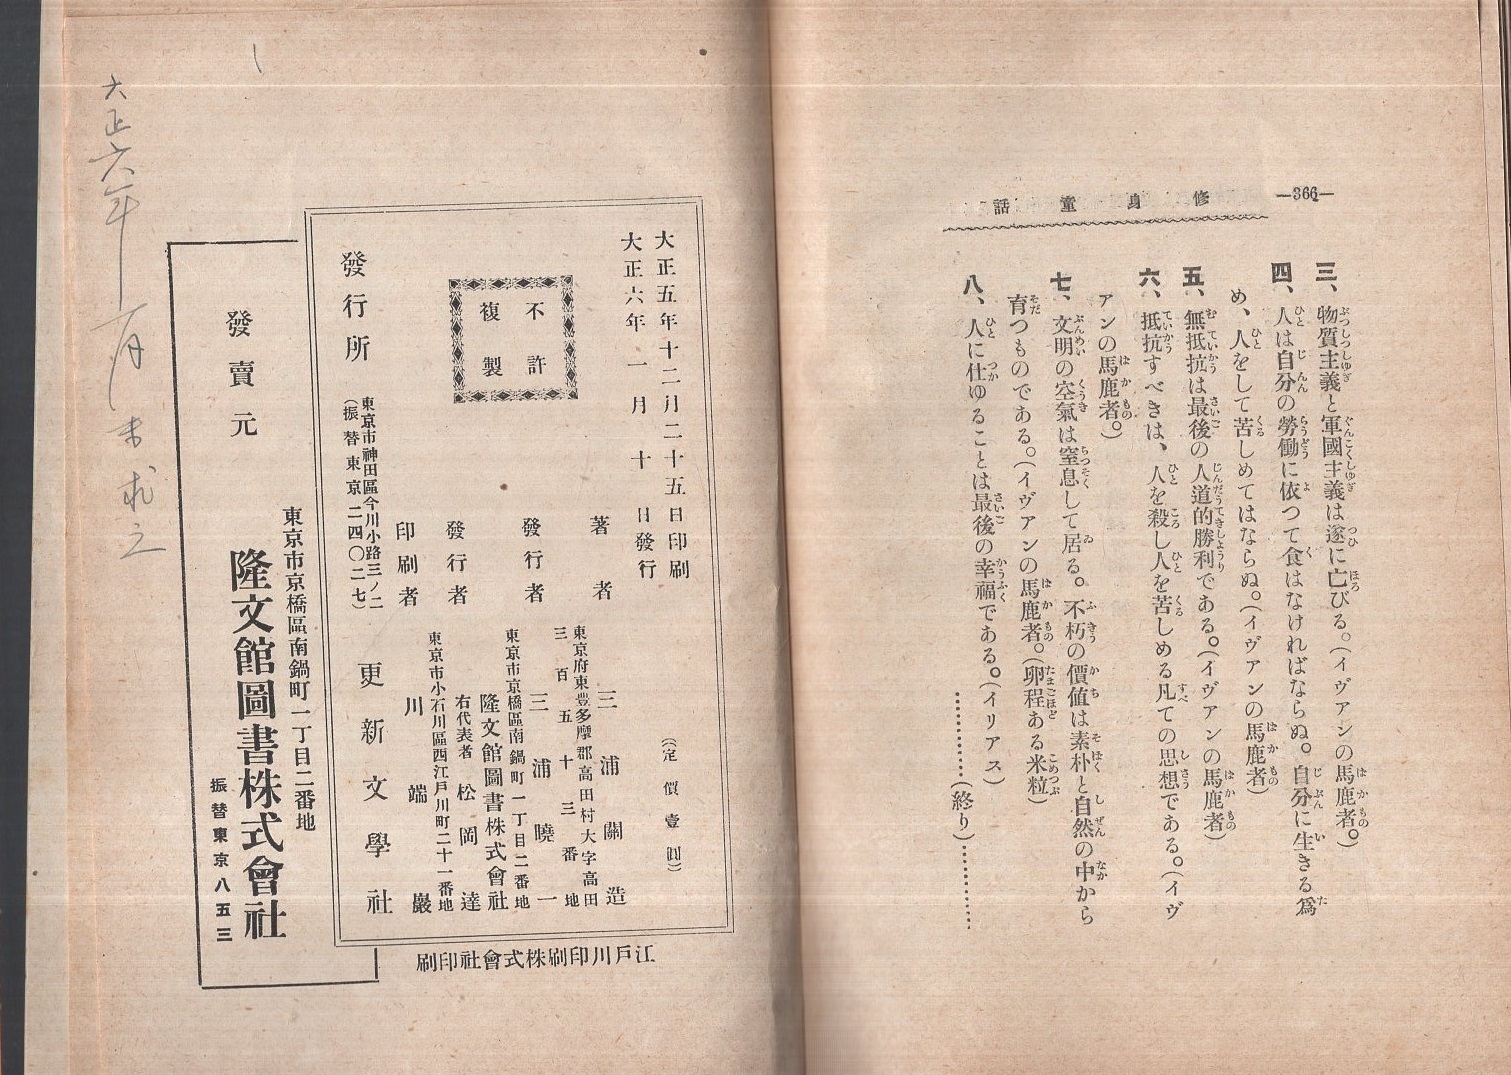 —366—
修身童話
三、物質主義と軍國主義は遂に亡びる。(イヴアンの馬鹿者。)
四、人は自分の勞働に依つて食はなければならぬ。自分に生きる爲
め、人をして苦しめてはならぬ。(イヴアンの馬鹿者)
五、無抵抗は最後の人道的勝利である。(イヴアンの馬鹿者)
六、抵抗すべきは、人を殺し人を苦しめる凡ての思想である。(イヴ
アンの馬鹿者。)
七、文明の空氣は窒息して居る。不朽の價値は素朴と自然の中から
育つものである。(イヴアンの馬鹿者。(卵程ある米粒)
八、人に仕ゆることは最後の幸福である。(イリアス)
………………(終り)………………
大正五年十二月二十五日印刷
大正六年一月十日發行
(定價壹圓)
不許
複製
著者
東京府東豐多摩郡高田村大字高田
三百五十三番地
三浦關造
發行者
三浦曉一
東京市京橋區南鍋町一丁目二番地
隆文館圖書株式會社
發行者
右代表者 松岡達
東京市小石川區西江戸川町二十一番地
印刷者
川端巖
發行所
東京市神田區今川小路三ノ二
(振替東京二四〇二七)
更新文學社
江戸川印刷株式會社印刷
東京市京橋區南鍋町一丁目二番地
發賣元
隆文館圖書株式會社
振替東京八五三
大正六年